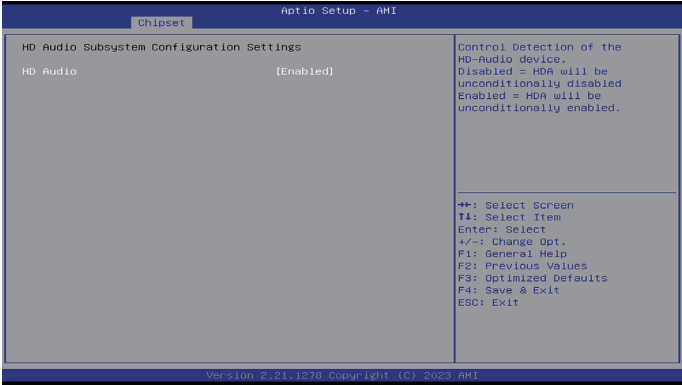 Aptio Setup – AMI
Chipset
HD Audio Subsystem Configuration Settings
HD Audio [Enabled]
Control Detection of the
HD-Audio device.
Disabled = HDA will be
unconditionally disabled
Enabled = HDA will be
unconditionally enabled.
→←: Select Screen
↑↓: Select Item
Enter: Select
+/-: Change Opt.
F1: General Help
F2: Previous Values
F3: Optimized Defaults
F4: Save & Exit
ESC: Exit
Version 2.21.1278 Copyright (C) 2023 AMI